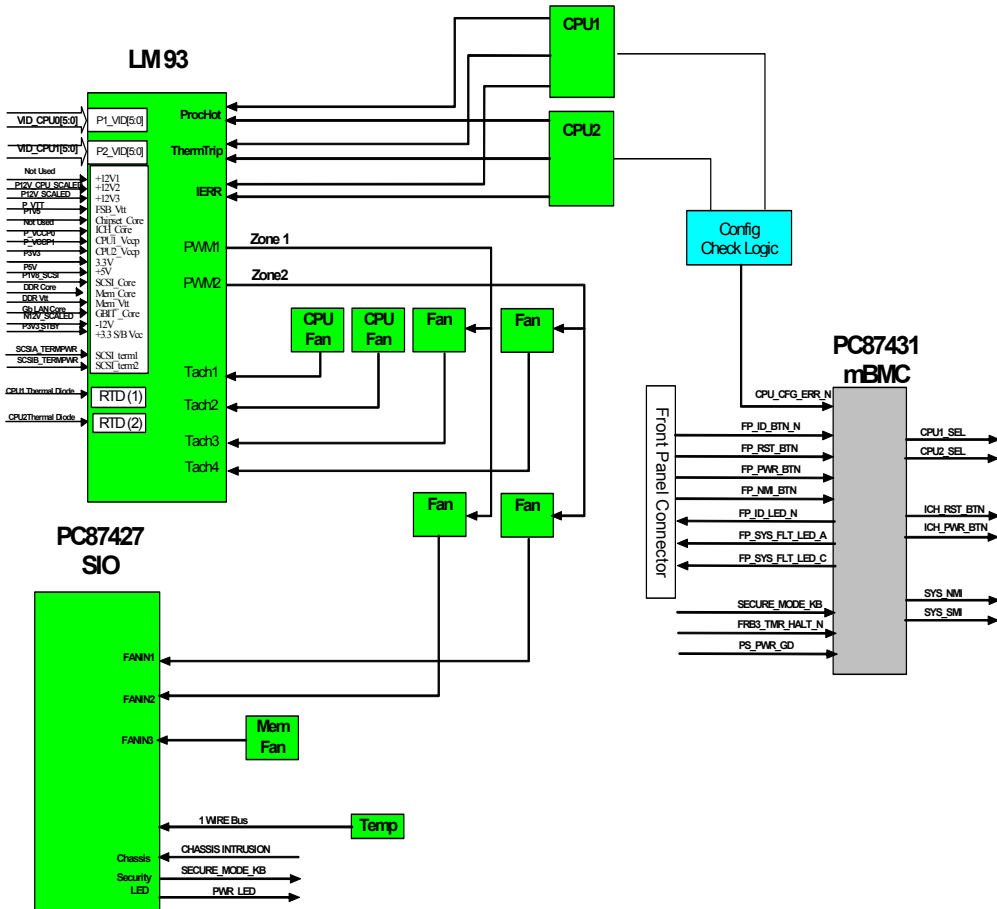 LM93
CPU1
CPU2
ProcHot
ThermTrip
IERR
VID_CPU0[5:0]
P1_VID[5:0]
VID_CPU1[5:0]
P2_VID[5:0]
Not Used
+12V1
P12V_CPU_SCALED
+12V2
P12V_SCALED
+12V3
P_VTT
FSB_Vtt
P1V5
Chipset_Core
Not Used
ICH_Core
P_VCCP0
CPU1_Vccp
P_VCCP1
CPU2_Vccp
P3V3
3.3V
P5V
+5V
P1V8_SCSI
SCSI_Core
DDR Core
Mem_Core
DDR Vtt
Mem_Vtt
Gb LAN Core
GBIT_Core
N12V_SCALED
-12V
P3V3 STBY
+3.3 S/B Vcc
SCSIA_TERMPWR
SCSI_term1
SCSIB_TERMPWR
SCSI_term2
CPU1 Thermal Diode
RTD (1)
CPU2Thermal Diode
RTD (2)
PWM1
Zone 1
PWM2
Zone2
CPU Fan
CPU Fan
Fan
Fan
Tach1
Tach2
Tach3
Tach4
Fan
Fan
Config
Check Logic
PC87431
mBMC
CPU_CFG_ERR_N
Front Panel Connector
FP_ID_BTN_N
FP_RST_BTN
FP_PWR_BTN
FP_NMI_BTN
FP_ID_LED_N
FP_SYS_FLT_LED_A
FP_SYS_FLT_LED_C
SECURE_MODE_KB
FRB3_TMR_HALT_N
PS_PWR_GD
CPU1_SEL
CPU2_SEL
ICH_RST_BTN
ICH_PWR_BTN
SYS_NMI
SYS_SMI
PC87427
SIO
FANIN1
FANIN2
FANIN3
Mem
Fan
1 WIRE Bus
Temp
Chassis
CHASSIS INTRUSION
Security
SECURE_MODE_KB
LED
PWR LED